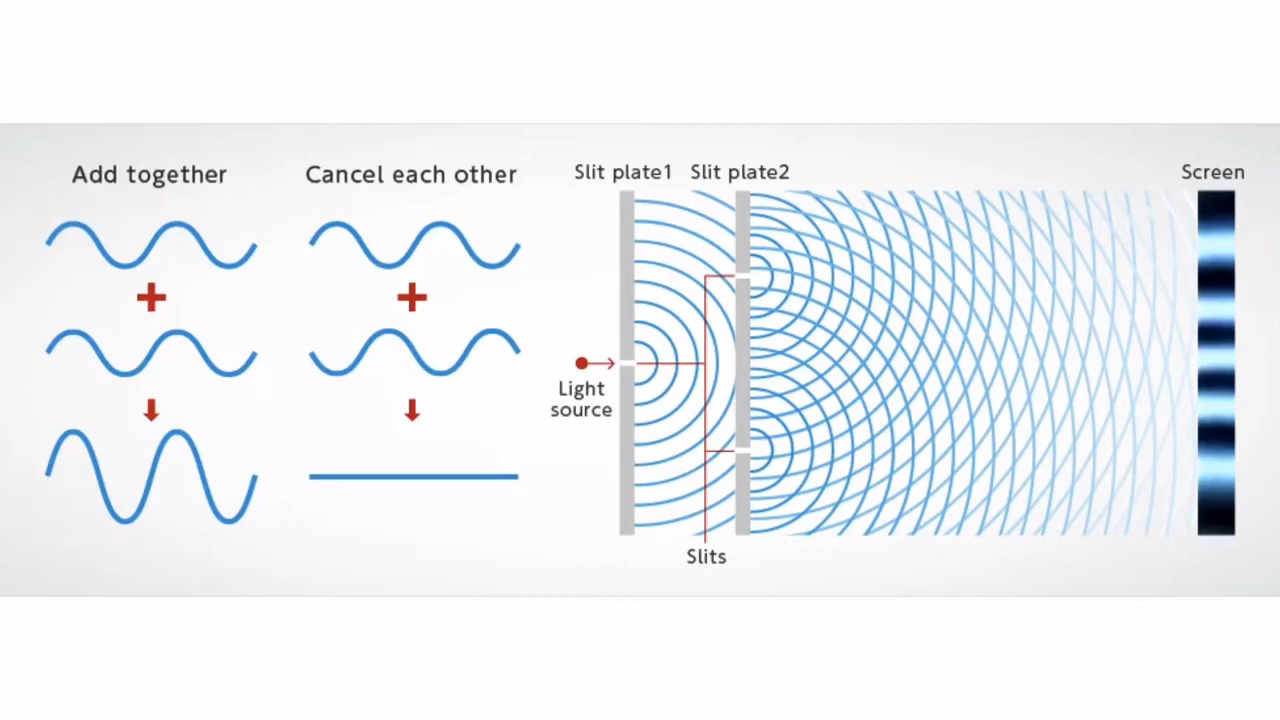 Add together
Cancel each other
Slit plate1
Slit plate2
Screen
Light
source
Slits